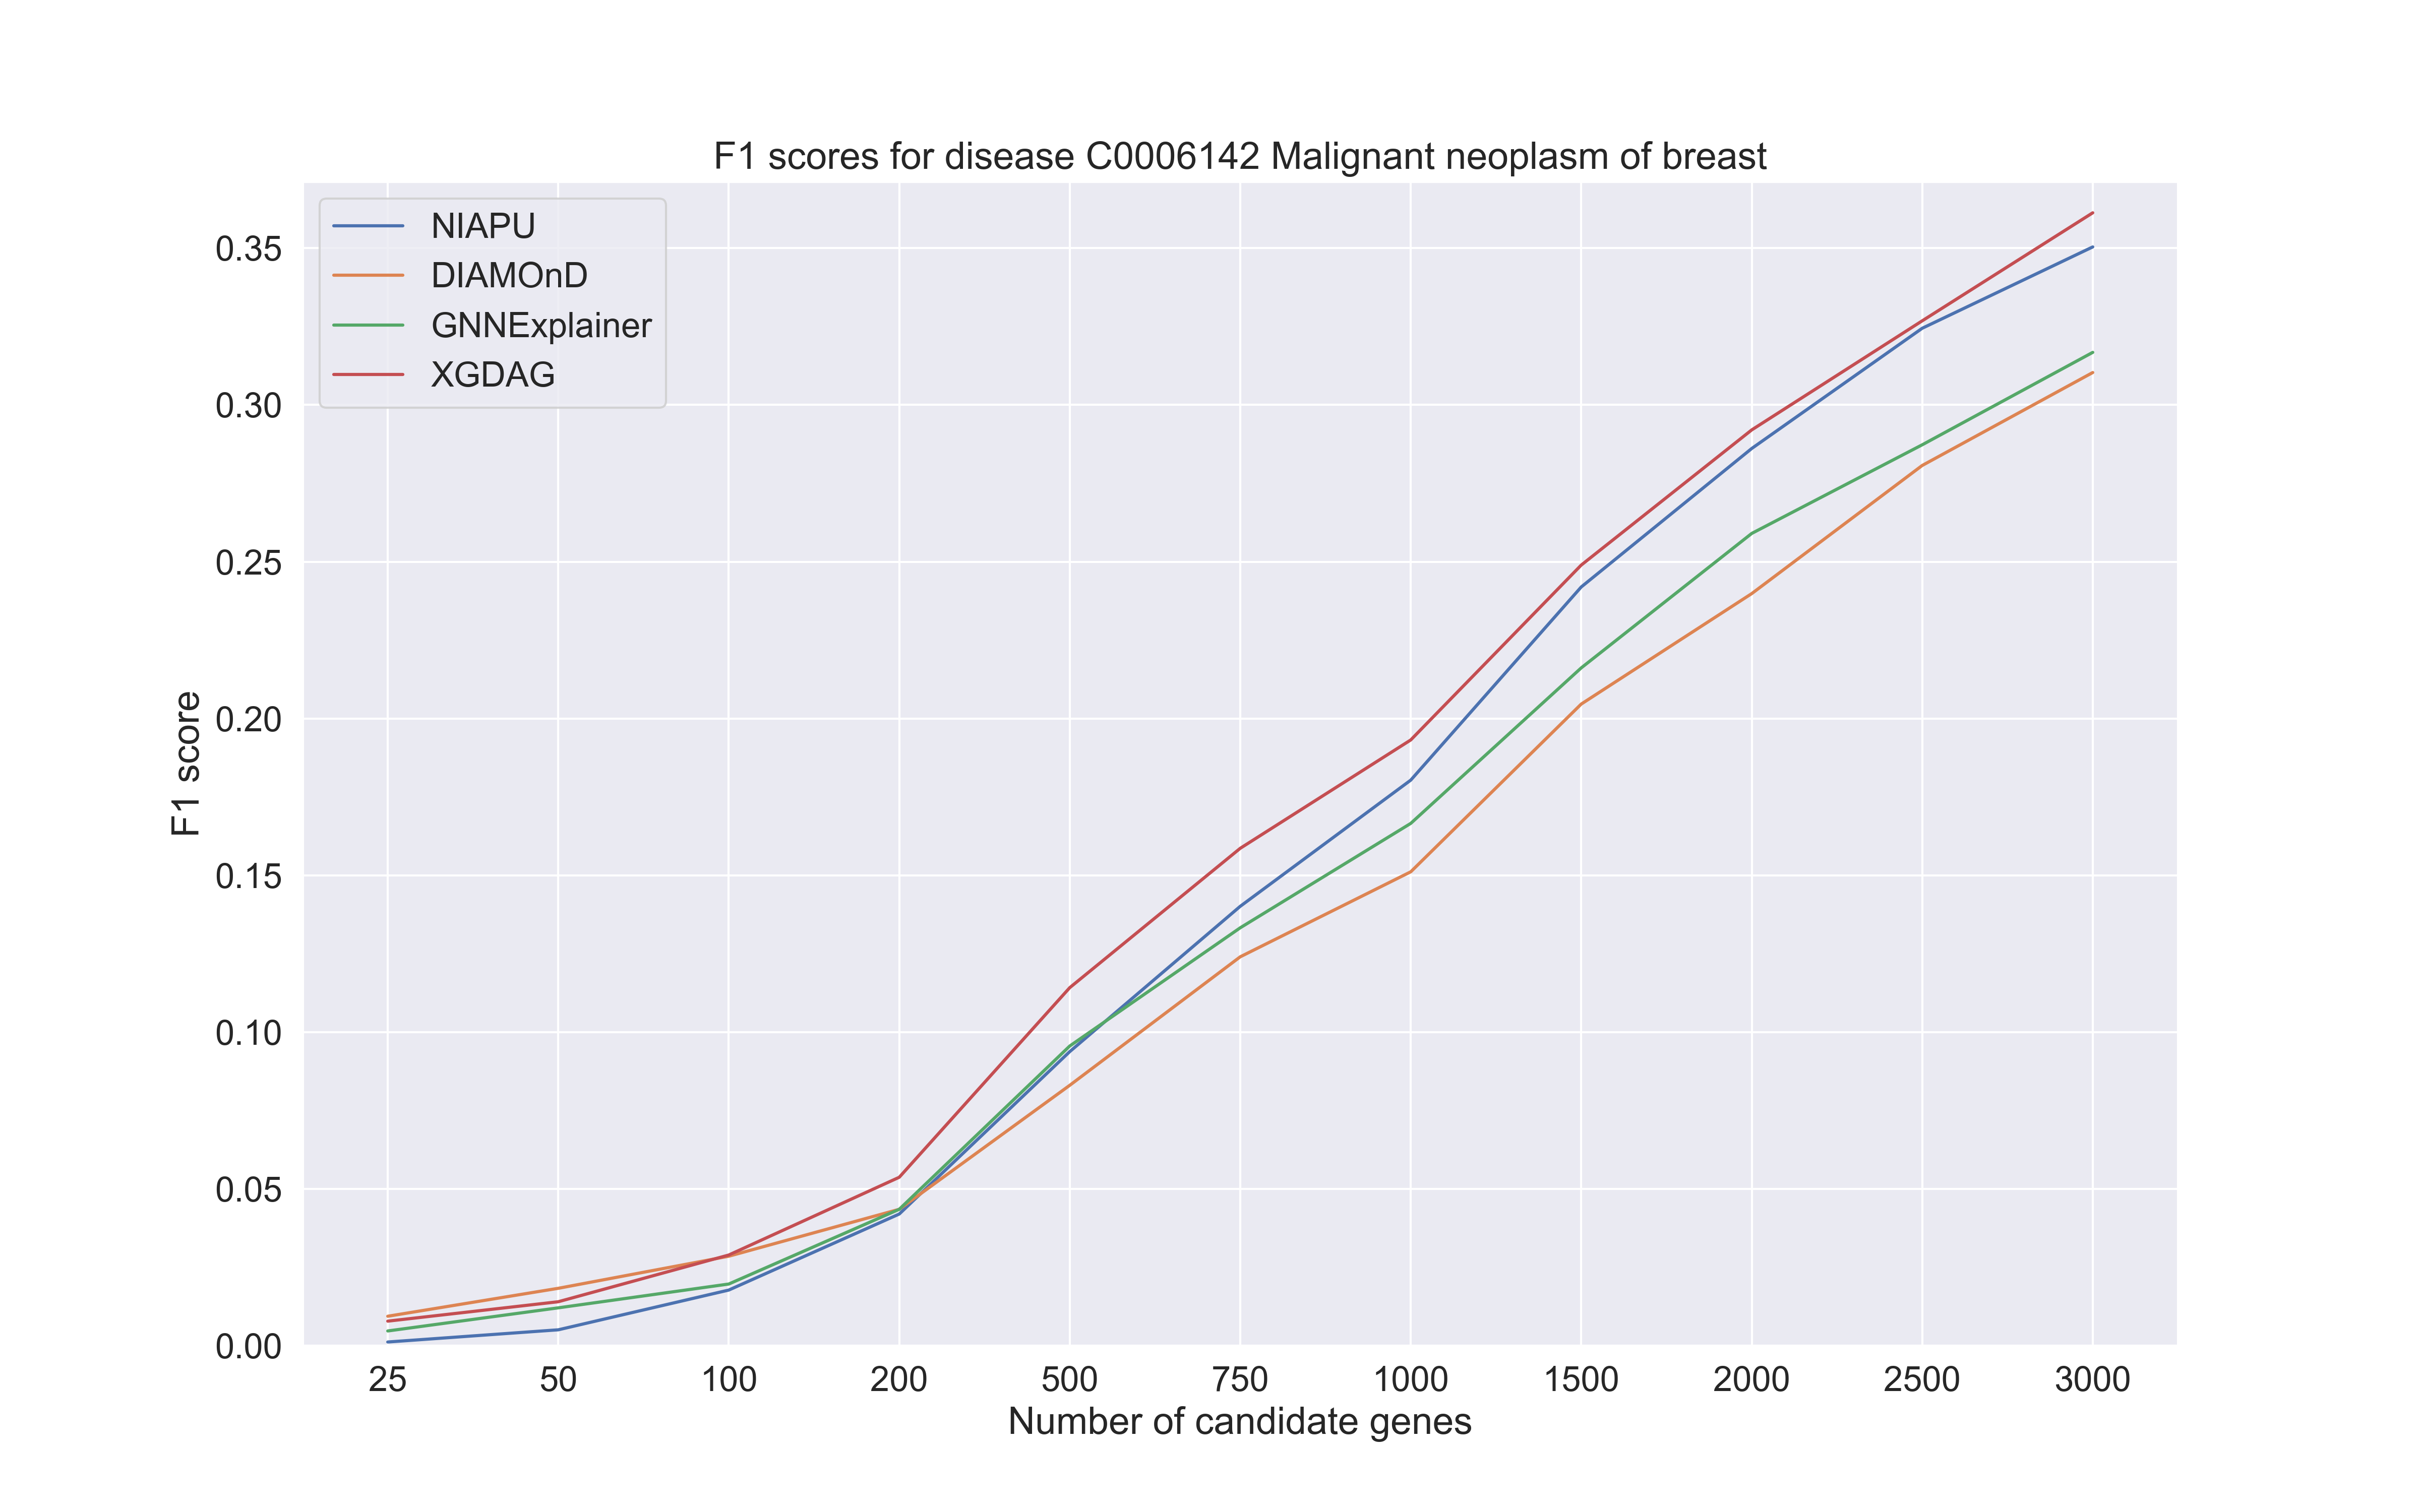 F1 scores for disease C0006142 Malignant neoplasm of breast
NIAPU
DIAMOnD
GNNExplainer
XGDAG
0.35
0.30
0.25
0.20
0.15
0.10
0.05
0.00
F1 score
25 50 100 200 500 750 1000 1500 2000 2500 3000
Number of candidate genes